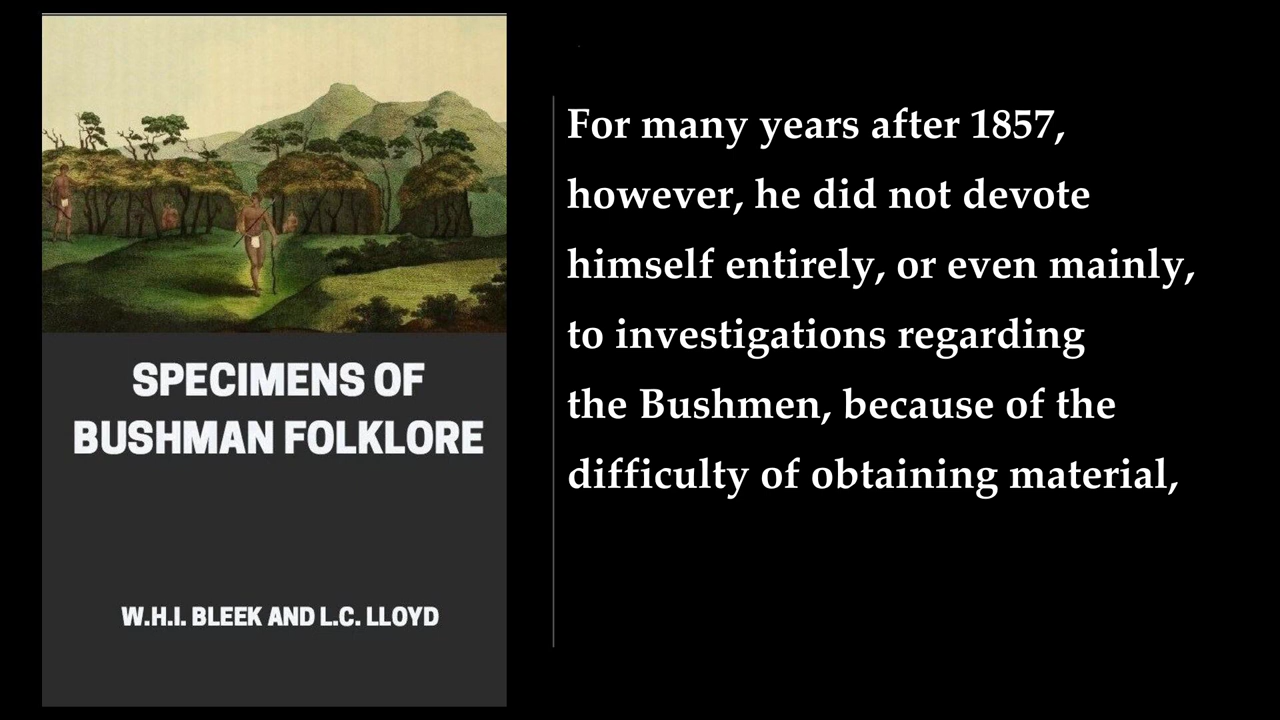 SPECIMENS OF
BUSHMAN FOLKLORE
W.H.I. BLEEK AND L.C. LLOYD
For many years after 1857,
however, he did not devote
himself entirely, or even mainly,
to investigations regarding
the Bushmen, because of the
difficulty of obtaining material,